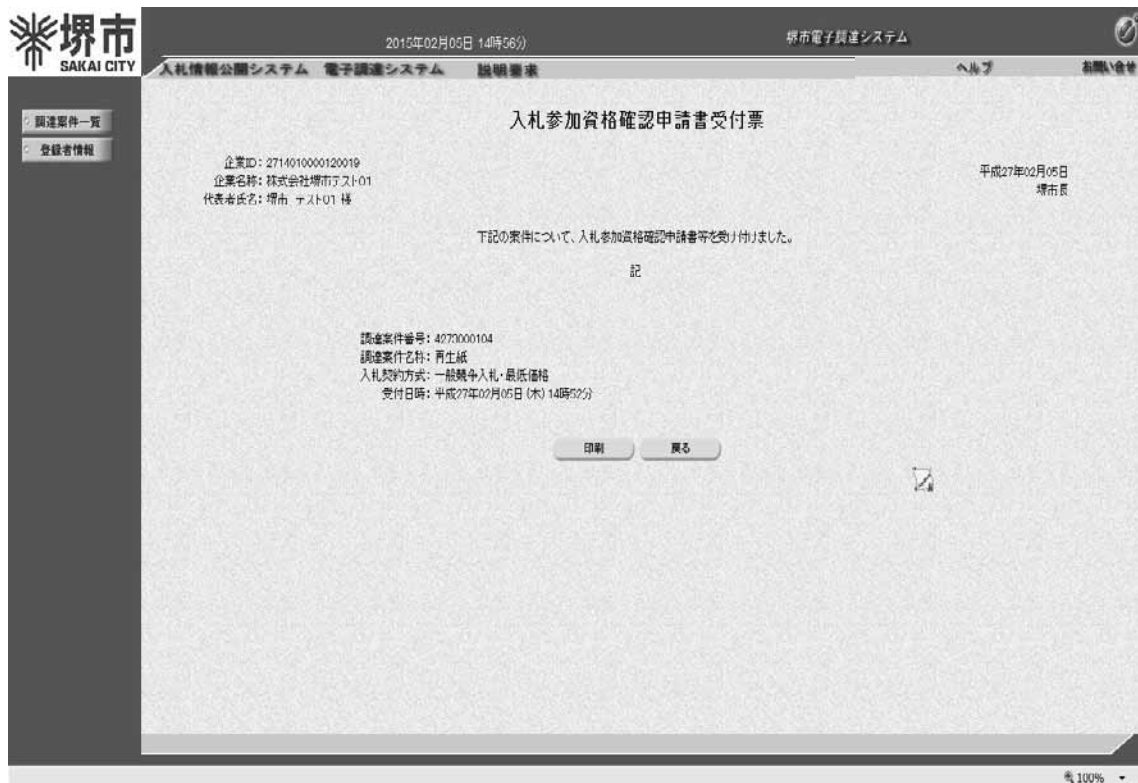 堺市
SAKAI CITY
2015年02月05日 14時56分
堺市電子調達システム
入札情報公開システム 電子調達システム 説明要求 ヘルプ お問い合せ
調達案件一覧
登録者情報
入札参加資格確認申請書受付票
企業ID: 2714010000120019
企業名称: 株式会社堺市テスト01
代表者氏名: 堺市 テスト01 様
平成27年02月05日
堺市長
下記の案件について、入札参加資格確認申請書等を受け付けました。
記
調達案件番号: 4273000104
調達案件名称: 再生紙
入札契約方式: 一般競争入札・最低価格
受付日時: 平成27年02月05日 (木) 14時52分
印刷 戻る
100%